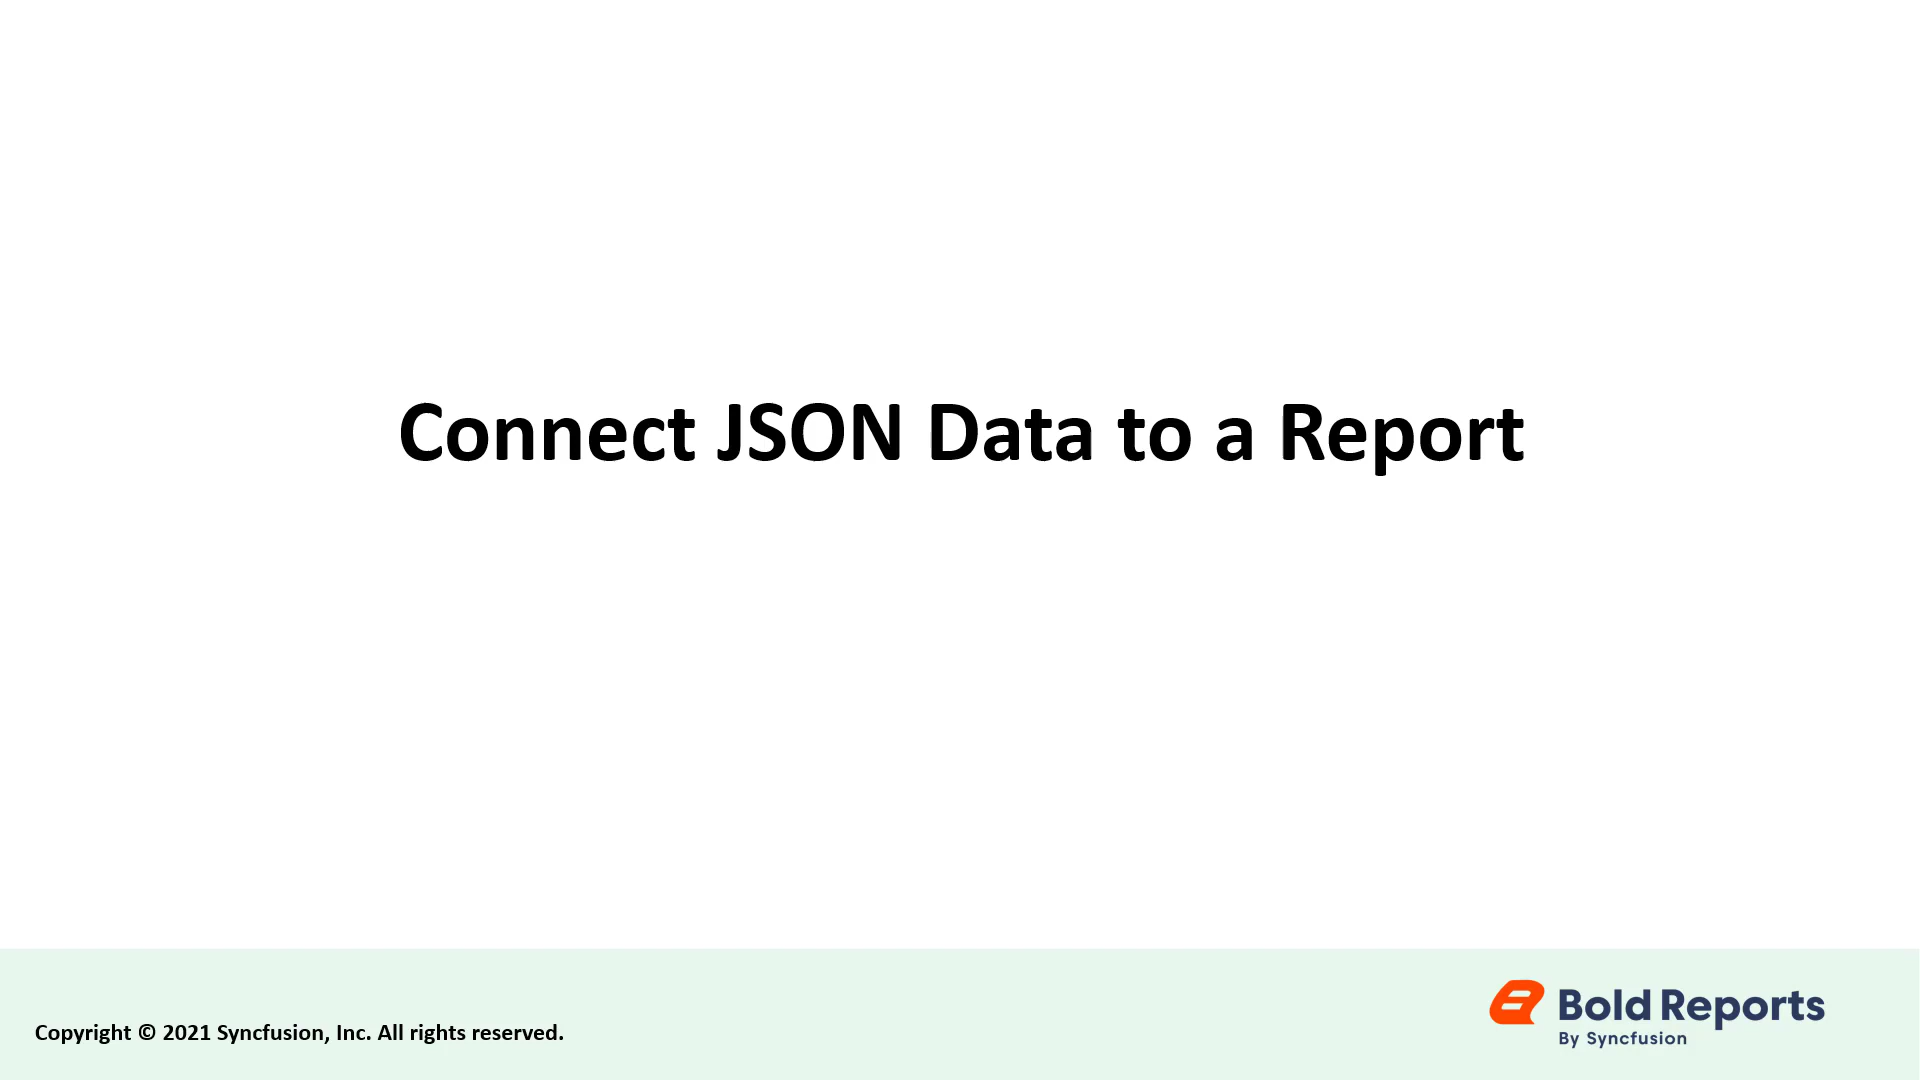 Connect JSON Data to a Report
Copyright © 2021 Syncfusion, Inc. All rights reserved.
Bold Reports
By Syncfusion